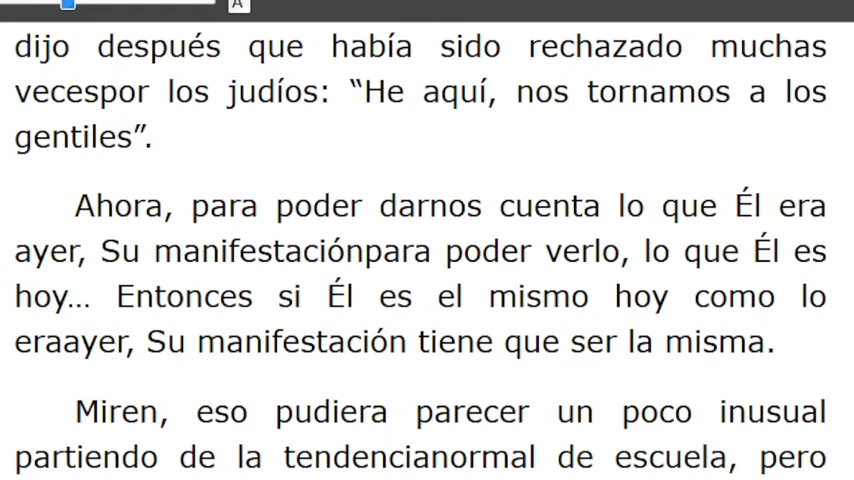 A
dijo después que había sido rechazado muchas
vecespor los judíos: “He aquí, nos tornamos a los
gentiles”.
Ahora, para poder darnos cuenta lo que Él era
ayer, Su manifestaciónpara poder verlo, lo que Él es
hoy… Entonces si Él es el mismo hoy como lo
eraayer, Su manifestación tiene que ser la misma.
Miren, eso pudiera parecer un poco inusual
partiendo de la tendencianormal de escuela, pero